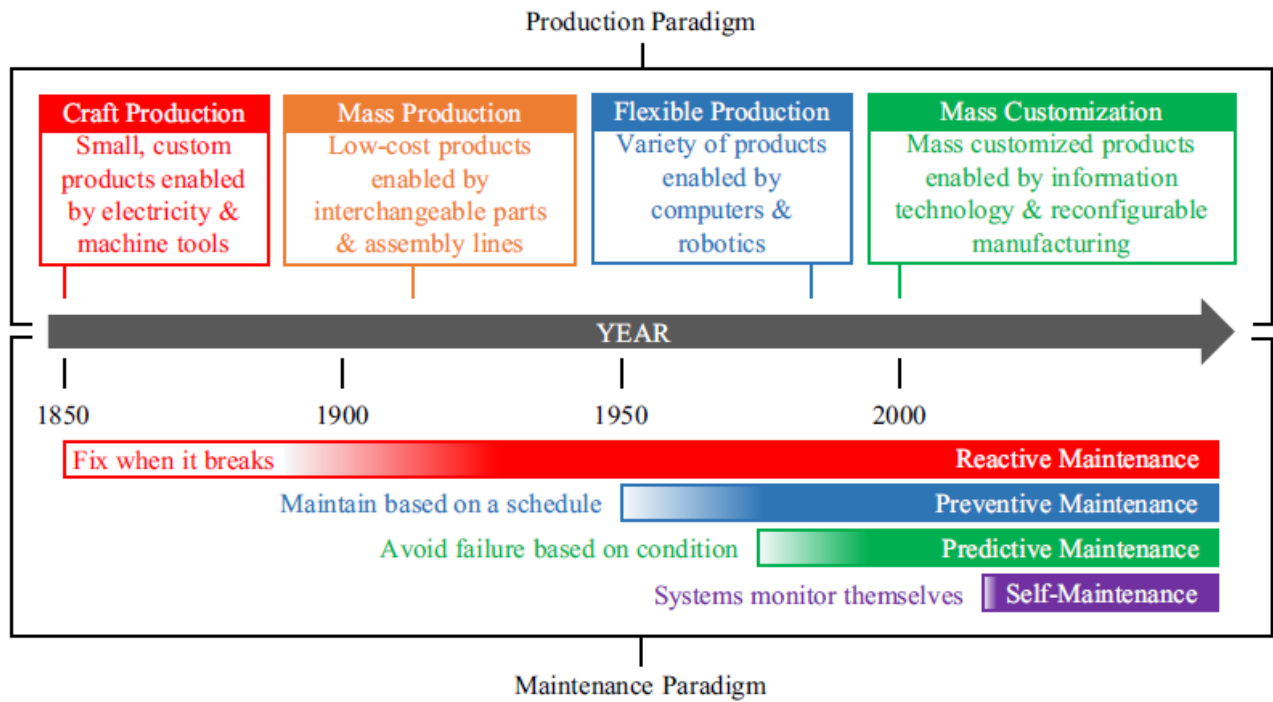 Production Paradigm
Craft Production
Small, custom
products enabled
by electricity &
machine tools
Mass Production
Low-cost products
enabled by
interchangeable parts
& assembly lines
Flexible Production
Variety of products
enabled by
computers &
robotics
Mass Customization
Mass customized products
enabled by information
technology & reconfigurable
manufacturing
YEAR
1850
1900
1950
2000
Fix when it breaks
Reactive Maintenance
Maintain based on a schedule
Preventive Maintenance
Avoid failure based on condition
Predictive Maintenance
Systems monitor themselves
Self-Maintenance
Maintenance Paradigm